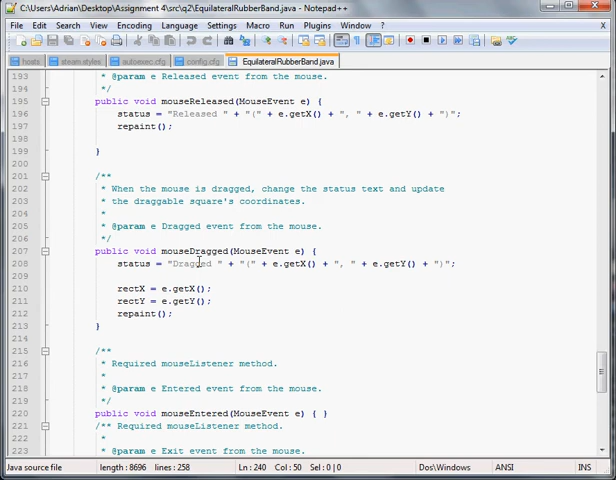 C:\Users\Adrian\Desktop\Assignment 4\src\q2\EquilateralRubberBand.java - Notepad++
File Edit Search View Encoding Language Settings Macro Run Plugins Window ? X
hosts steam.styles autoexec.cfg config.cfg EquilateralRubberBand.java
193 * @param e Released event from the mouse.
194 */
195 public void mouseReleased(MouseEvent e) {
196 status = "Released " + "(" + e.getX() + ", " + e.getY() + ")";
197 repaint();
198
199 }
200
201 /**
202 * When the mouse is dragged, change the status text and update
203 * the draggable square's coordinates.
204 *
205 * @param e Dragged event from the mouse.
206 */
207 public void mouseDragged(MouseEvent e) {
208 status = "Dragged " + "(" + e.getX() + ", " + e.getY() + ")";
209
210 rectX = e.getX();
211 rectY = e.getY();
212 repaint();
213 }
214
215 /**
216 * Required mouseListener method.
217 *
218 * @param e Entered event from the mouse.
219 */
220 public void mouseEntered(MouseEvent e) { }
221 /** Required mouseListener method.
222 *
223 * @param e Exit event from the mouse.
Java source file length : 8696 lines : 258 Ln : 240 Col : 50 Sel : 0 | 0 Dos\Windows ANSI INS